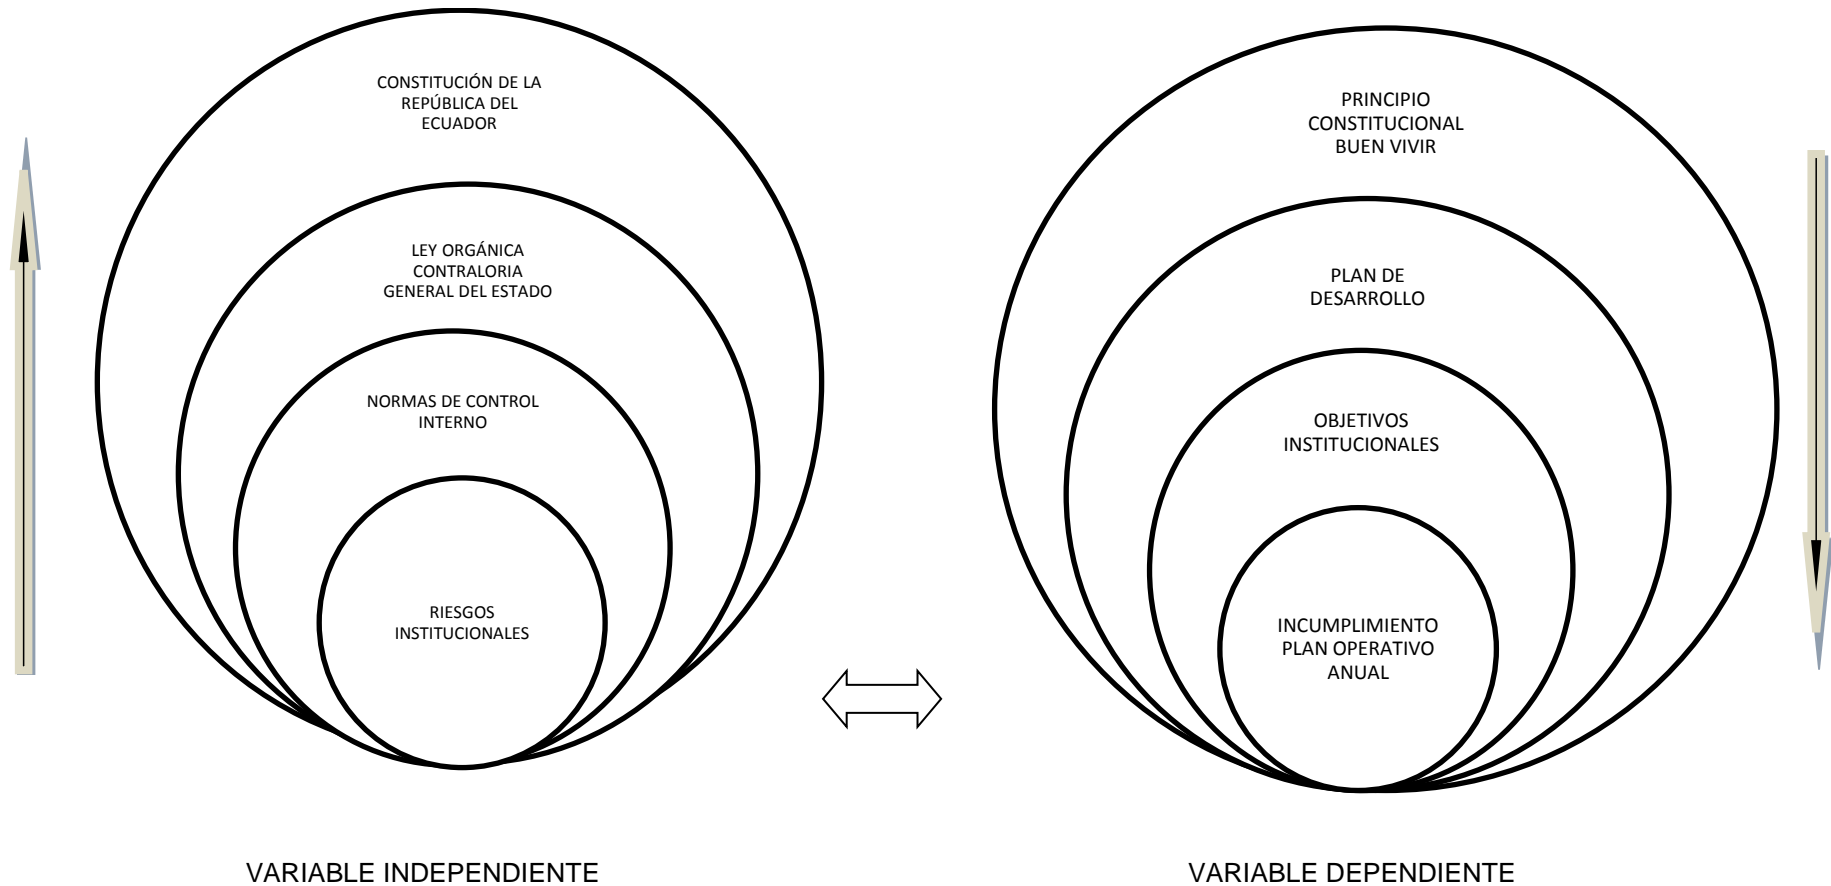 CONSTITUCIÓN DE LA
REPÚBLICA DEL
ECUADOR
LEY ORGÁNICA
CONTRALORIA
GENERAL DEL ESTADO
NORMAS DE CONTROL
INTERNO
RIESGOS
INSTITUCIONALES
VARIABLE INDEPENDIENTE
PRINCIPIO
CONSTITUCIONAL
BUEN VIVIR
PLAN DE
DESARROLLO
OBJETIVOS
INSTITUCIONALES
INCUMPLIMIENTO
PLAN OPERATIVO
ANUAL
VARIABLE DEPENDIENTE